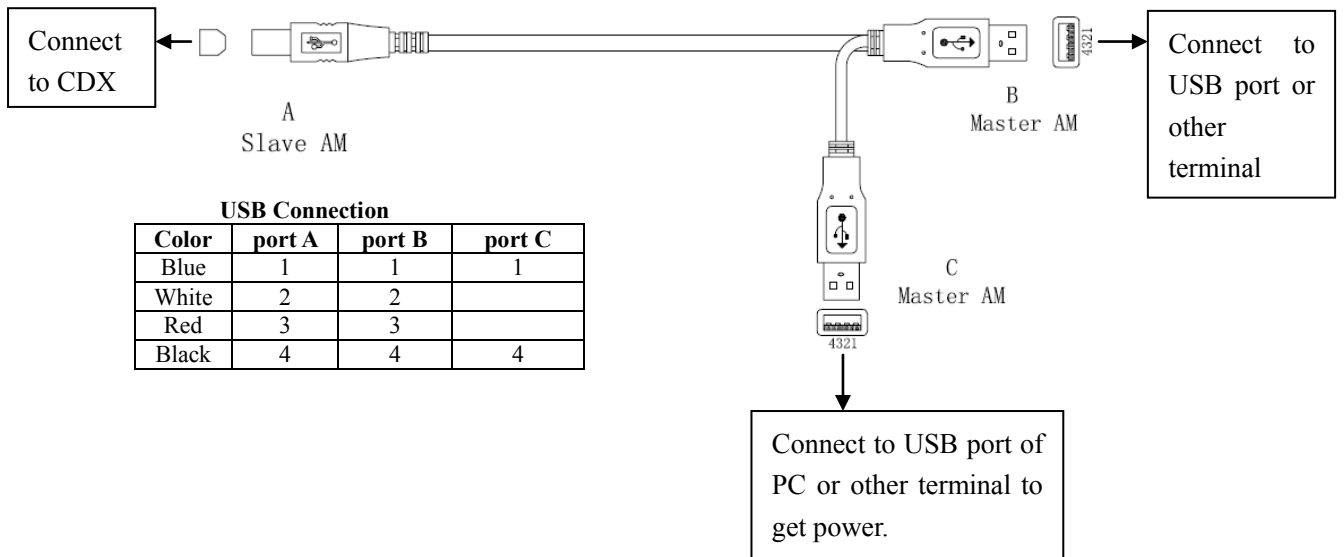 Connect
to CDX
A
Slave AM
4321
B
Master AM
Connect to
USB port or
other
terminal
USB Connection
Color port A port B port C
Blue 1 1 1
White 2 2
Red 3 3
Black 4 4 4
C
Master AM
4321
Connect to USB port of
PC or other terminal to
get power.